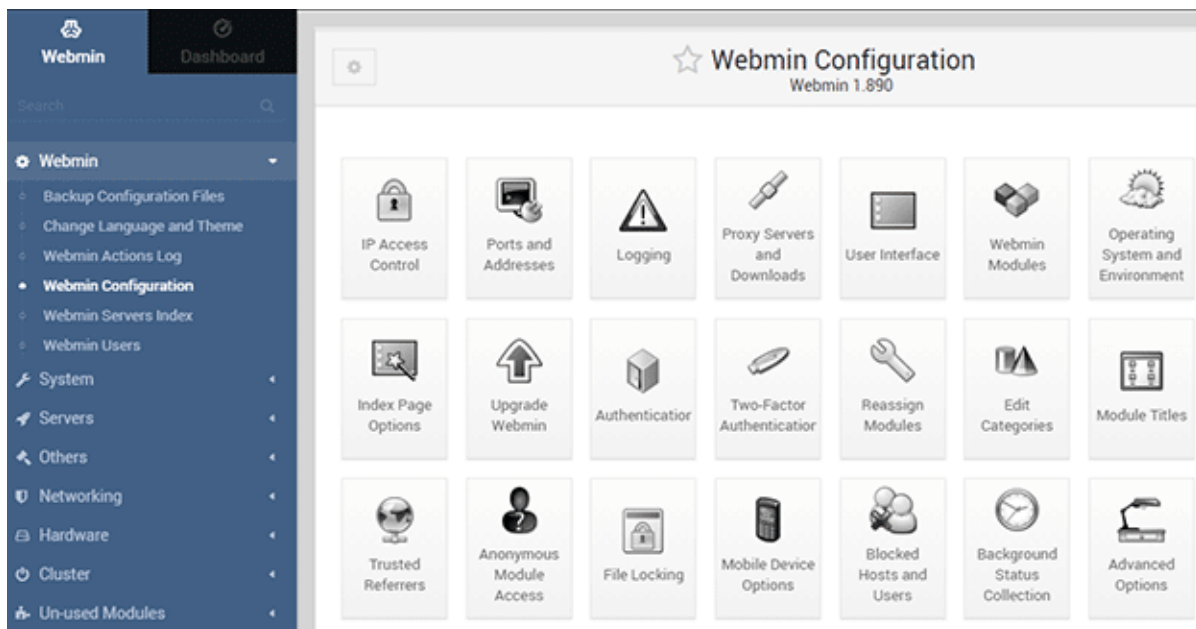 Webmin
Dashboard
Search
Webmin
Backup Configuration Files
Change Language and Theme
Webmin Actions Log
Webmin Configuration
Webmin Servers Index
Webmin Users
System
Servers
Others
Networking
Hardware
Cluster
Un-used Modules
Webmin Configuration
Webmin 1.890
IP Access
Control
Ports and
Addresses
Logging
Proxy Servers
and
Downloads
User Interface
Webmin
Modules
Operating
System and
Environment
Index Page
Options
Upgrade
Webmin
Authentication
Two-Factor
Authentication
Reassign
Modules
Edit
Categories
Module Titles
Trusted
Referrers
Anonymous
Module
Access
File Locking
Mobile Device
Options
Blocked
Hosts and
Users
Background
Status
Collection
Advanced
Options